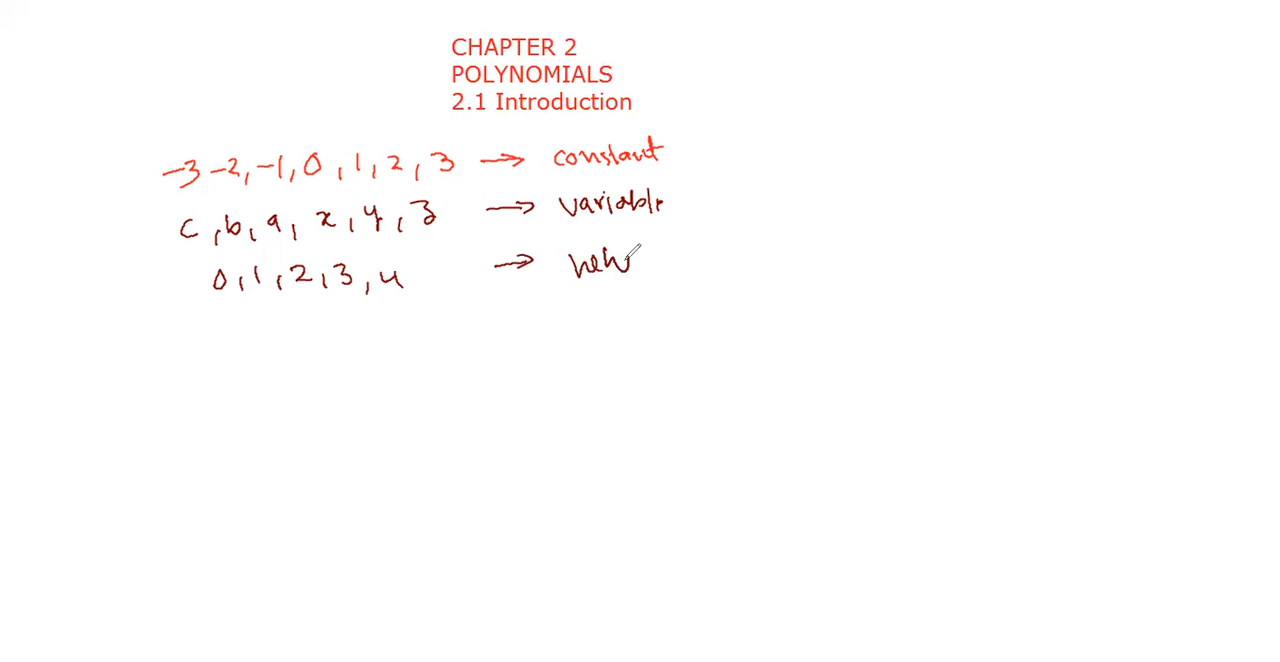 CHAPTER 2
POLYNOMIALS
2.1 Introduction
-3 -2, -1, 0, 1, 2, 3 → constant
c, b, a, x, y, z → variable
0, 1, 2, 3, 4 →